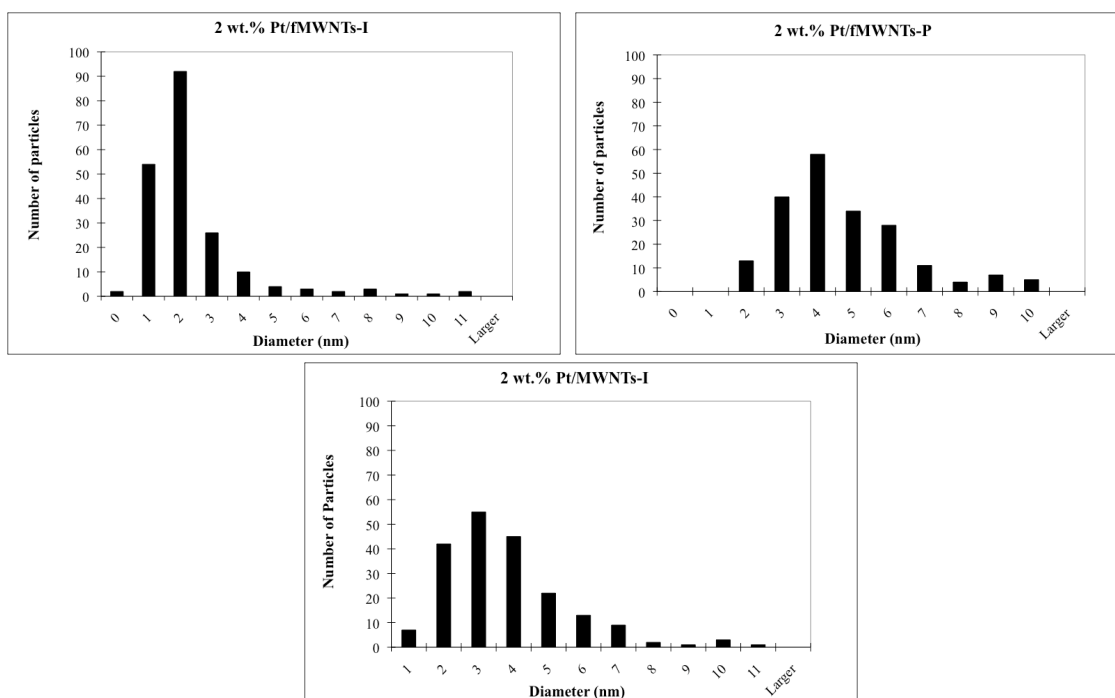 2 wt.% Pt/fMWNTs-I
100
90
80
70
60
50
40
30
20
10
0
Number of particles
0 1 2 3 4 5 6 7 8 9 10 11 Larger
Diameter (nm)
2 wt.% Pt/fMWNTs-P
100
90
80
70
60
50
40
30
20
10
0
Number of particles
0 1 2 3 4 5 6 7 8 9 10 Larger
Diameter (nm)
2 wt.% Pt/MWNTs-I
100
90
80
70
60
50
40
30
20
10
0
Number of Particles
1 2 3 4 5 6 7 8 9 10 11 Larger
Diameter (nm)